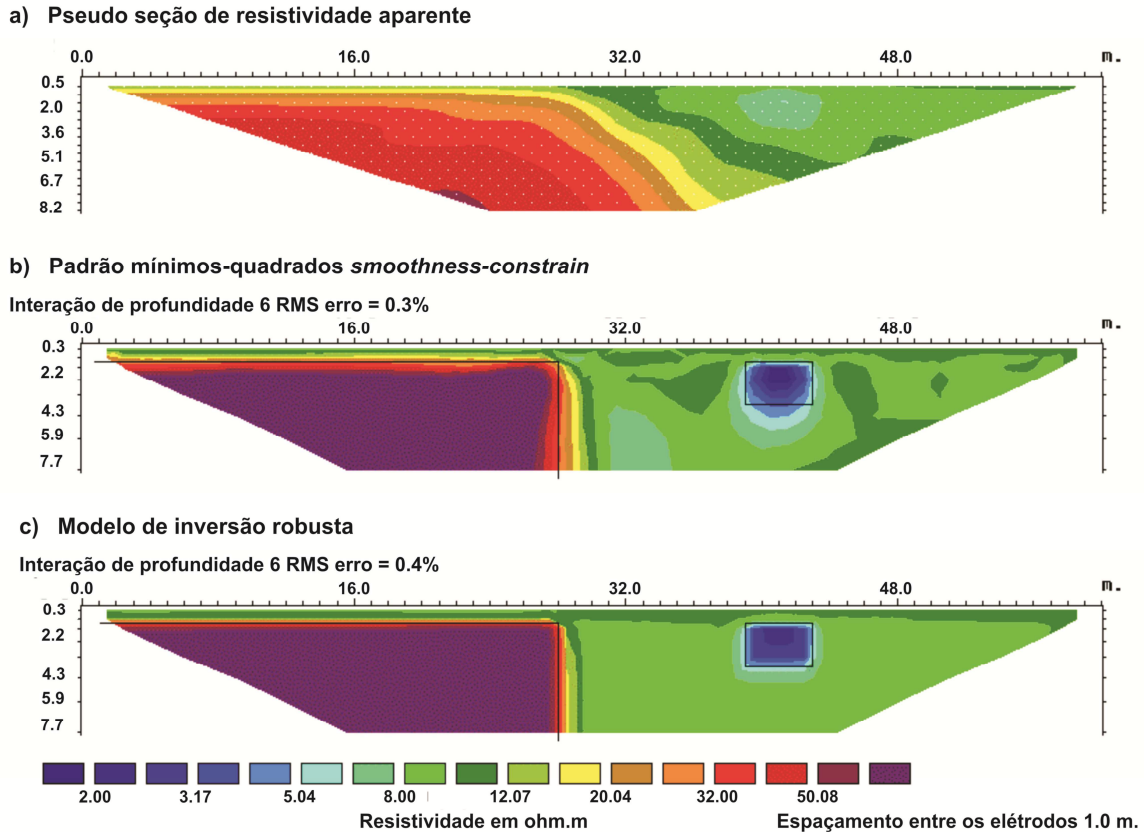 a) Pseudo seção de resistividade aparente
0.0 16.0 32.0 48.0 m.
0.5
2.0
3.6
5.1
6.7
8.2
b) Padrão mínimos-quadrados smoothness-constrain
Interação de profundidade 6 RMS erro = 0.3%
0.0 16.0 32.0 48.0 m.
0.3
2.2
4.3
5.9
7.7
c) Modelo de inversão robusta
Interação de profundidade 6 RMS erro = 0.4%
0.0 16.0 32.0 48.0 m.
0.3
2.2
4.3
5.9
7.7
2.00 3.17 5.04 8.00 12.07 20.04 32.00 50.08
Resistividade em ohm.m Espaçamento entre os elétrodos 1.0 m.